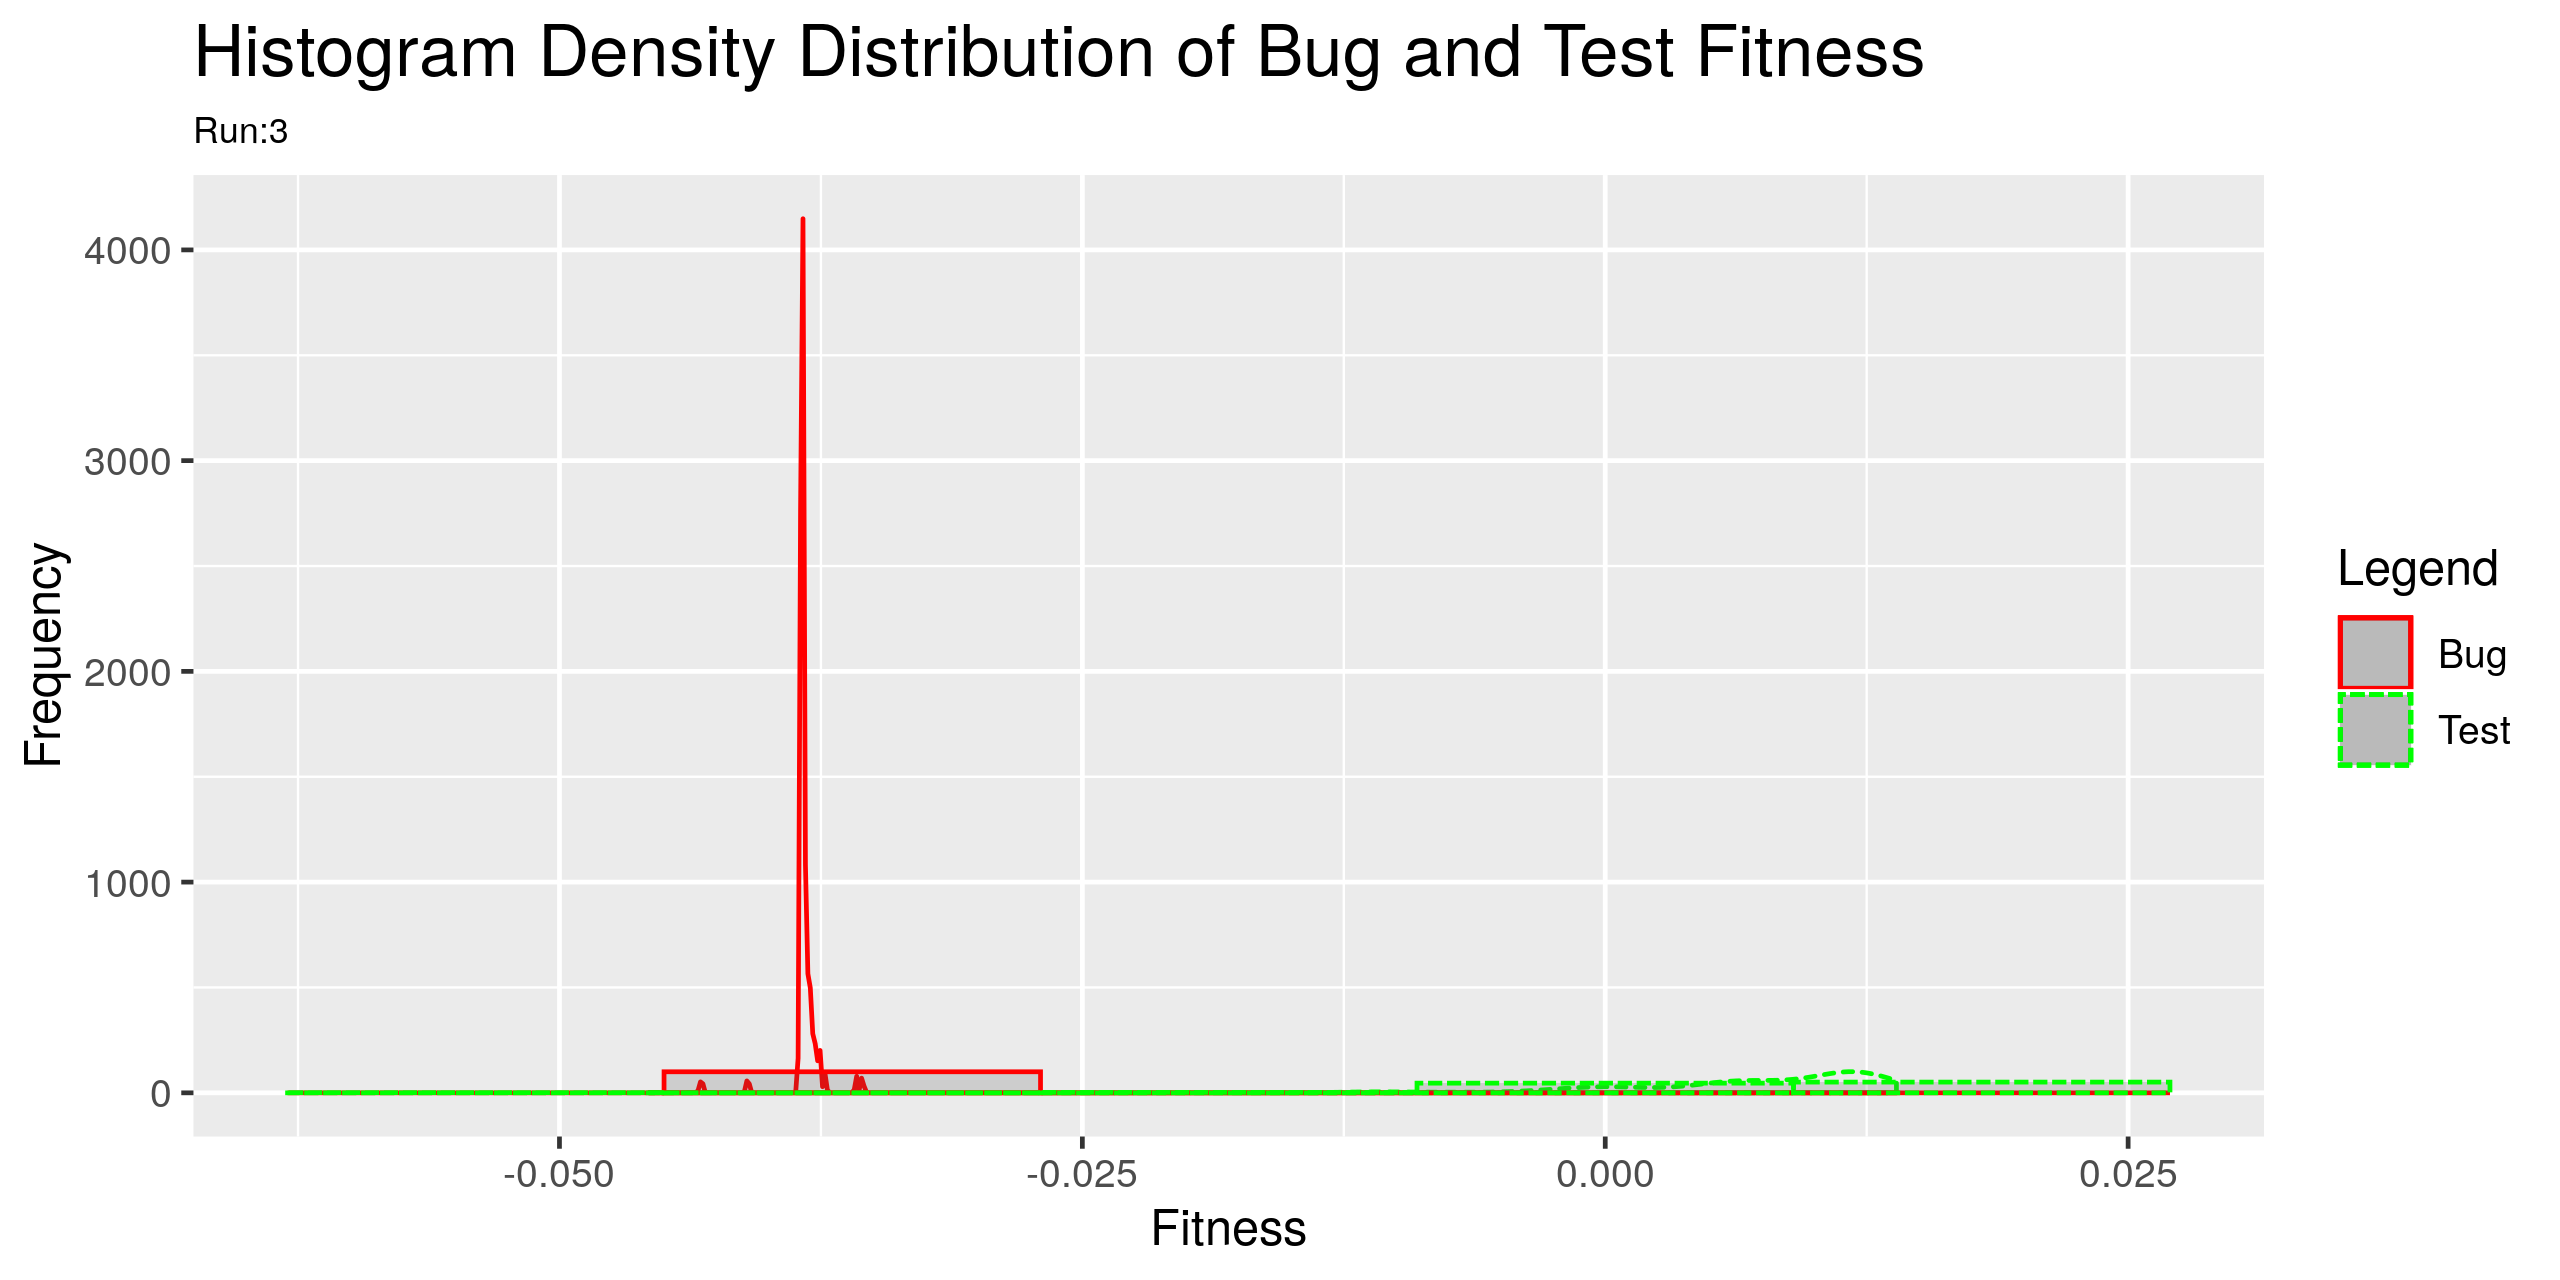 Histogram Density Distribution of Bug and Test Fitness
Run:3
4000
3000
2000
1000
0
Frequency
-0.050
-0.025
0.000
0.025
Fitness
Legend
Bug
Test